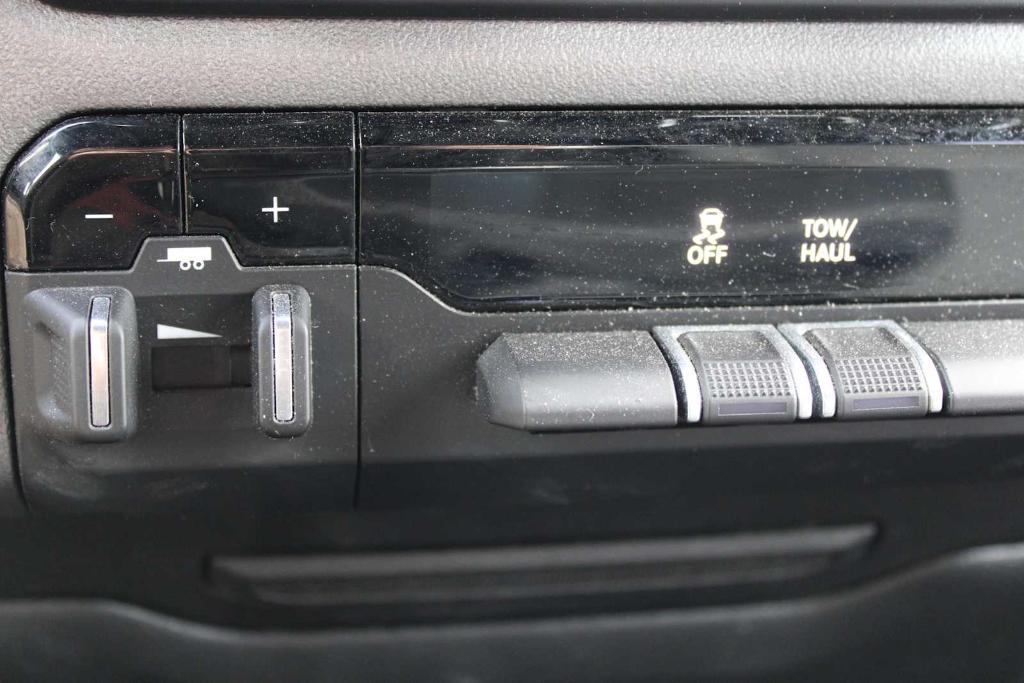 − +
OFF
TOW/
HAUL